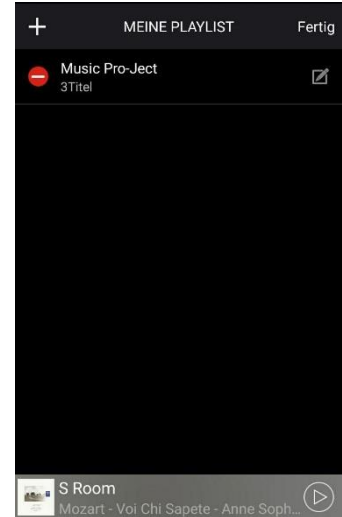 MEINE PLAYLIST Fertig
Music Pro-Ject
3Titel
S Room
Mozart - Voi Chi Sapete - Anne Soph...